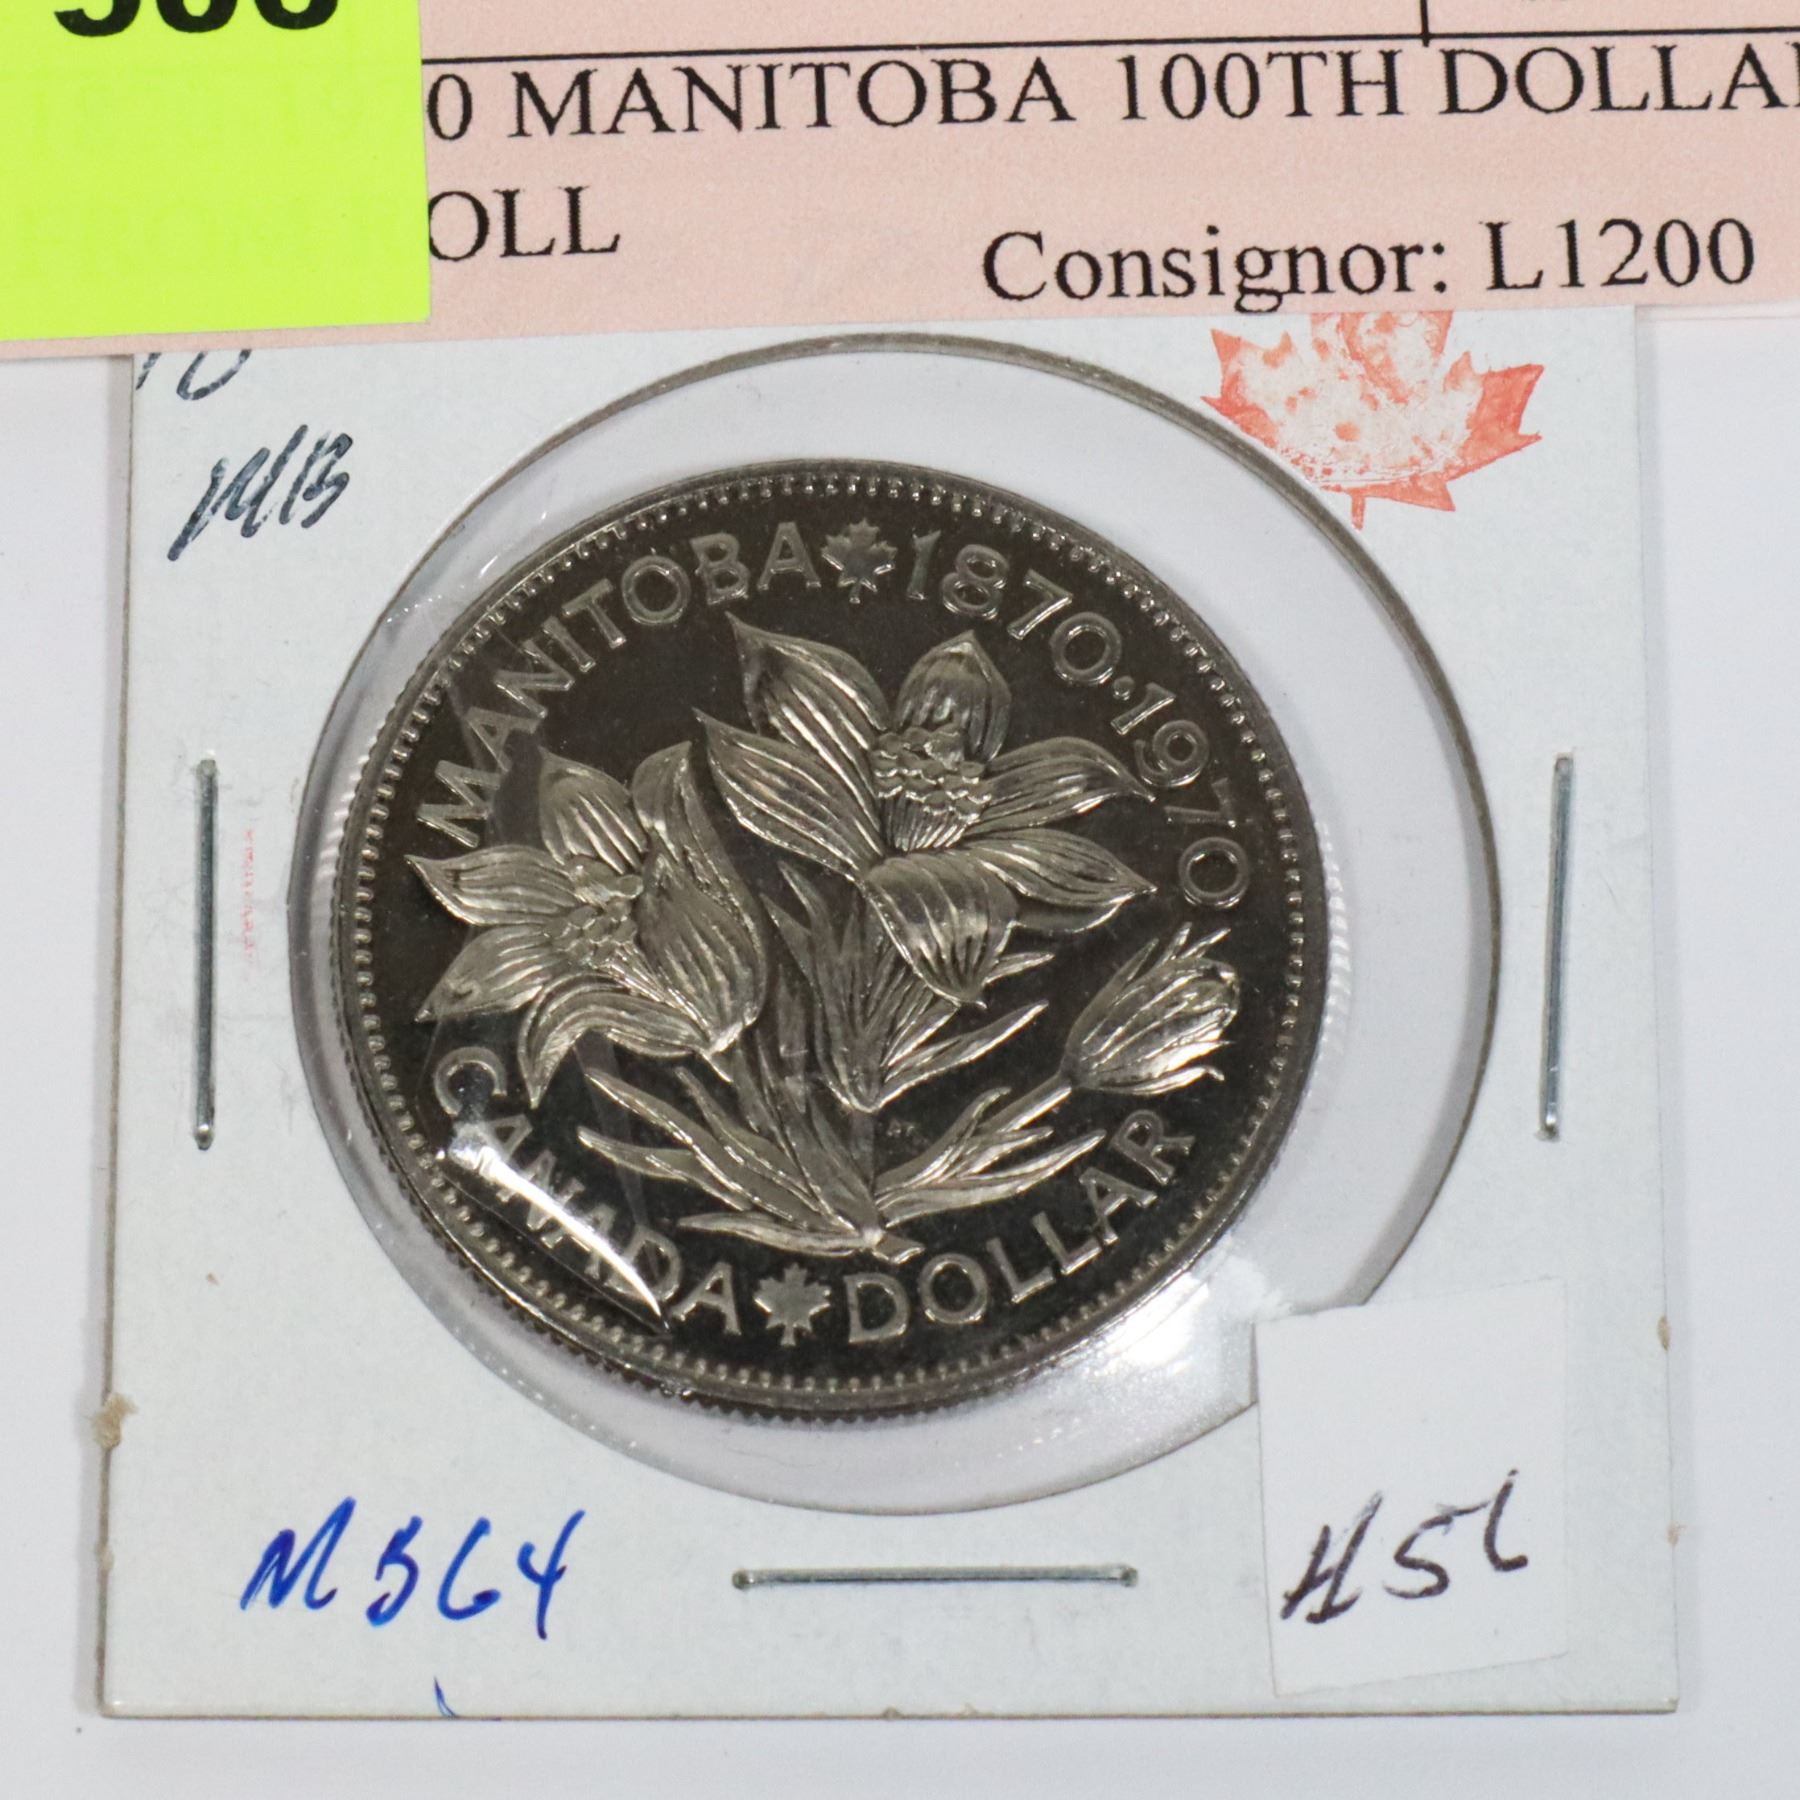 0 MANITOBA 100TH DOLLA
OLL
Consignor: L1200
MB
MANITOBA 1870·1970
CANADA DOLLAR
MS64